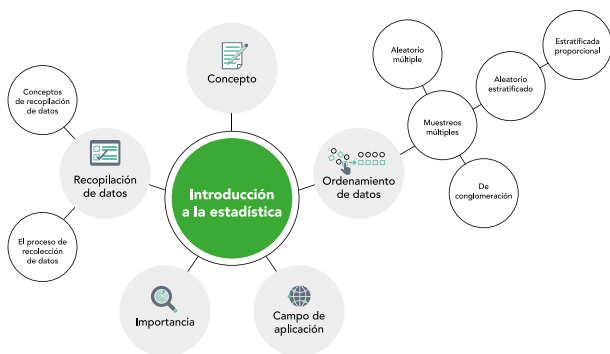 Concepto
Conceptos
de recopilación
de datos
Recopilación
de datos
El proceso de
recolección
de datos
Introducción
a la estadística
Importancia
Campo de
aplicación
Ordenamiento
de datos
Aleatorio
múltiple
Muestreos
múltiples
Aleatorio
estratificado
Estratificada
proporcional
De
conglomeración